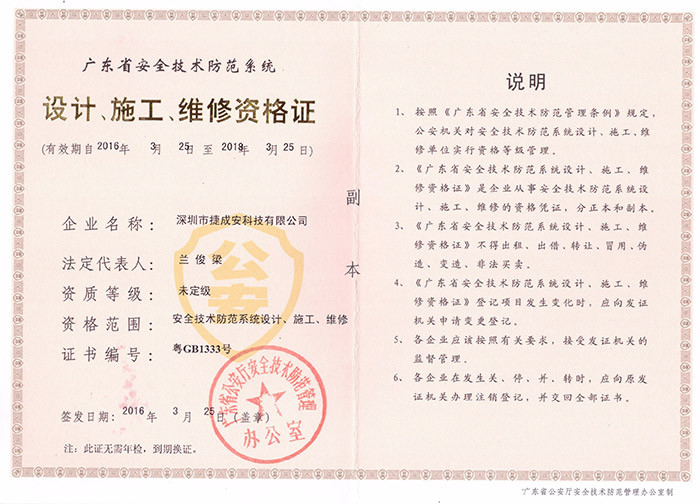 广东省安全技术防范系统
设计、施工、维修资格证
(有效期自2016年 3月 25日 至 2018年 3月 25日)
副
本
企业名称: 深圳市捷成安科技有限公司
法定代表人: 兰俊梁
资质等级: 未定级
资格范围: 安全技术防范系统设计、施工、维修
证书编号: 粤GB1333号
公安
广东省公安厅安全技术防范管理
办公室
签发日期: 2016年 3月 25日(盖章)
注: 此证无需年检, 到期换证。
说明
1、按照《广东省安全技术防范管理条例》规定,
公安机关对安全技术防范系统设计、施工、维
修单位实行资格等级管理。
2、《广东省安全技术防范系统设计、施工、维
修资格证》是企业从事安全技术防范系统设
计、施工、维修的资格凭证, 分正本和副本。
3、《广东省安全技术防范系统设计、施工、维
修资格证》不得出租、出借、转让、冒用、伪
造、变造、非法买卖。
4、《广东省安全技术防范系统设计、施工、维
修资格证》登记项目发生变化时, 应向发证
机关申请变更登记。
5、各企业应该按照有关要求, 接受发证机关的
监督管理。
6、各企业在发生关、停、并、转时, 应向原发
证机关办理注销登记, 并交回全部证书。
广东省公安厅安全技术防范管理办公室制